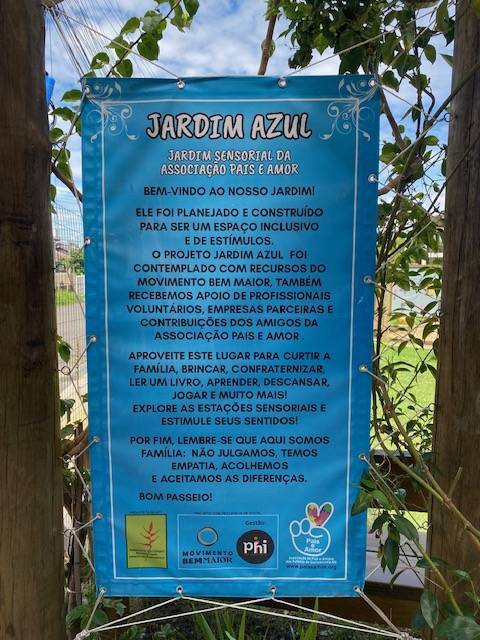 JARDIM AZUL
JARDIM SENSORIAL DA
ASSOCIAÇÃO PAIS E AMOR
BEM-VINDO AO NOSSO JARDIM!
ELE FOI PLANEJADO E CONSTRUÍDO
PARA SER UM ESPAÇO INCLUSIVO
E DE ESTÍMULOS.
O PROJETO JARDIM AZUL FOI
CONTEMPLADO COM RECURSOS DO
MOVIMENTO BEM MAIOR, TAMBÉM
RECEBEMOS APOIO DE PROFISSIONAIS
VOLUNTÁRIOS, EMPRESAS PARCEIRAS E
CONTRIBUIÇÕES DOS AMIGOS DA
ASSOCIAÇÃO PAIS E AMOR .
APROVEITE ESTE LUGAR PARA CURTIR A
FAMÍLIA, BRINCAR, CONFRATERNIZAR,
LER UM LIVRO, APRENDER, DESCANSAR,
JOGAR E MUITO MAIS!
EXPLORE AS ESTAÇÕES SENSORIAIS E
ESTIMULE SEUS SENTIDOS!
POR FIM, LEMBRE-SE QUE AQUI SOMOS
FAMÍLIA: NÃO JULGAMOS, TEMOS
EMPATIA, ACOLHEMOS
E ACEITAMOS AS DIFERENÇAS.
BOM PASSEIO!
MOVIMENTO
BEMMAIOR
Gestão
phi
Pais
& Amor